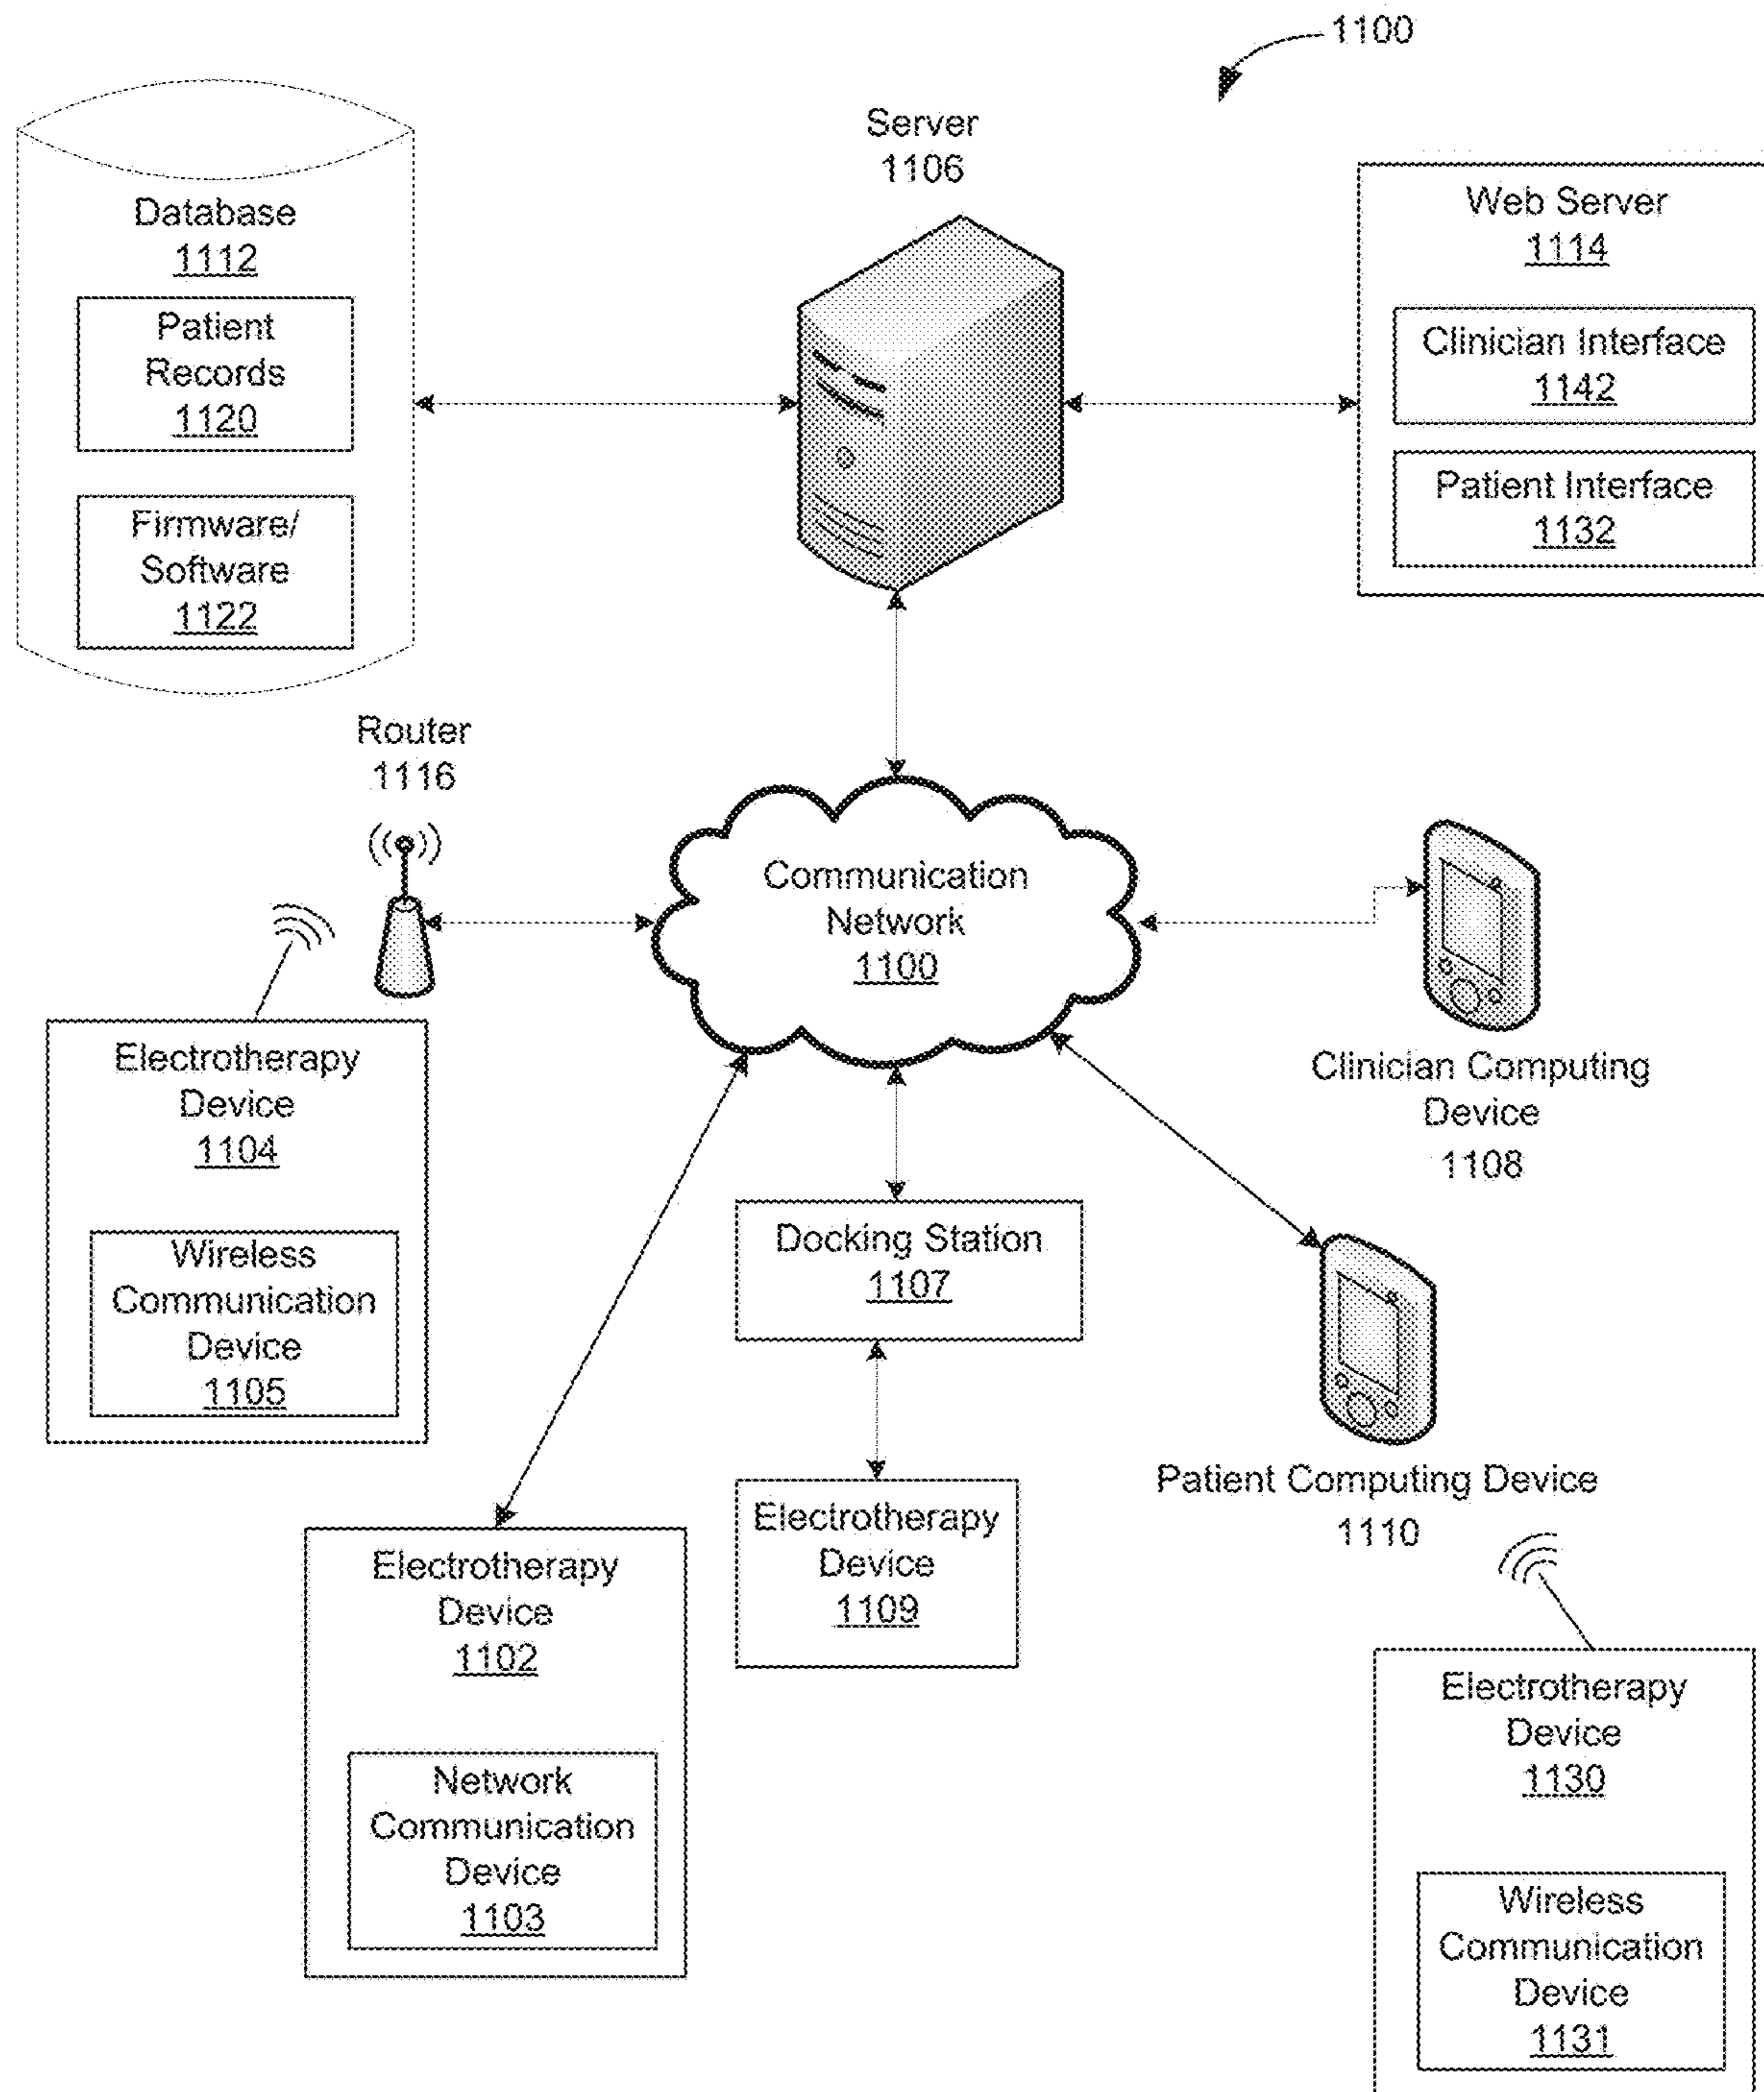 1100
Server
1106
Database
1112
Patient
Records
1120
Firmware/
Software
1122
Web Server
1114
Clinician Interface
1142
Patient Interface
1132
Router
1116
Communication
Network
1100
Clinician Computing
Device
1108
Electrotherapy
Device
1104
Wireless
Communication
Device
1105
Docking Station
1107
Electrotherapy
Device
1109
Patient Computing Device
1110
Electrotherapy
Device
1102
Network
Communication
Device
1103
Electrotherapy
Device
1130
Wireless
Communication
Device
1131